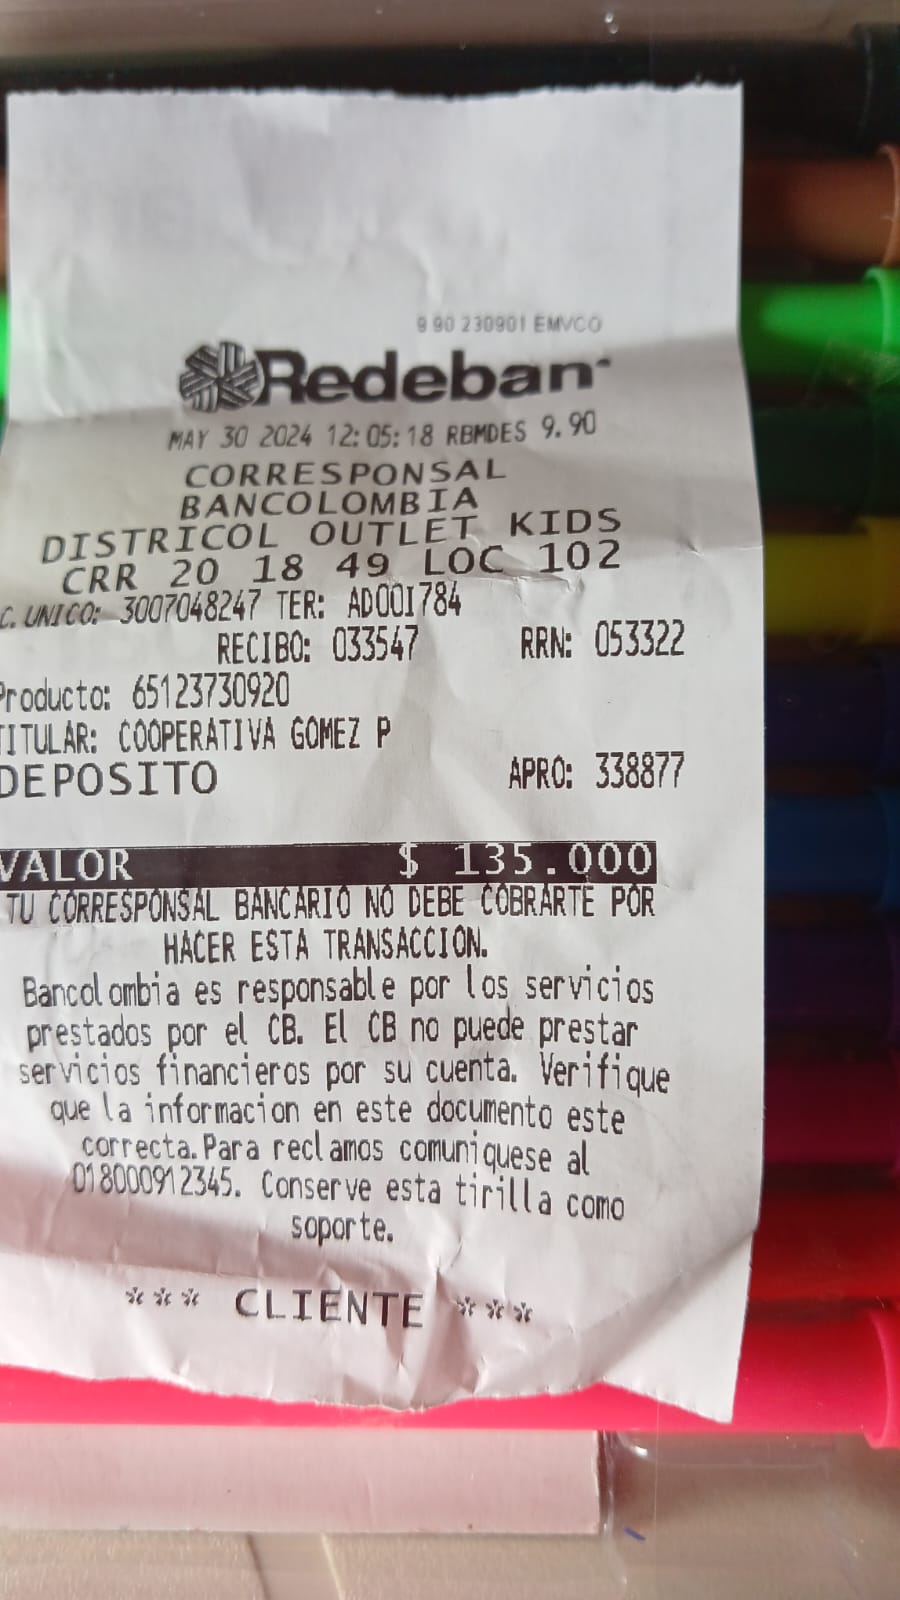 9 90 230901 EMVCO
Redeban
MAY 30 2024 12:05:18 RBMDES 9.90
CORRESPONSAL
BANCOLOMBIA
DISTRICOL OUTLET KIDS
CRR 20 18 49 LOC 102
C. UNICO: 3007048247 TER: ADOOI784
RECIBO: 033547 RRN: 053322
Producto: 65123730920
TITULAR: COOPERATIVA GOMEZ P
DEPOSITO APRO: 338877
VALOR $ 135.000
TU CORRESPONSAL BANCARIO NO DEBE COBRARTE POR
HACER ESTA TRANSACCION.
Bancolombia es responsable por los servicios
prestados por el CB. El CB no puede prestar
servicios financieros por su cuenta. Verifique
que la informacion en este documento este
correcta.Para reclamos comuniquese al
018000912345. Conserve esta tirilla como
soporte.
*** CLIENTE ***